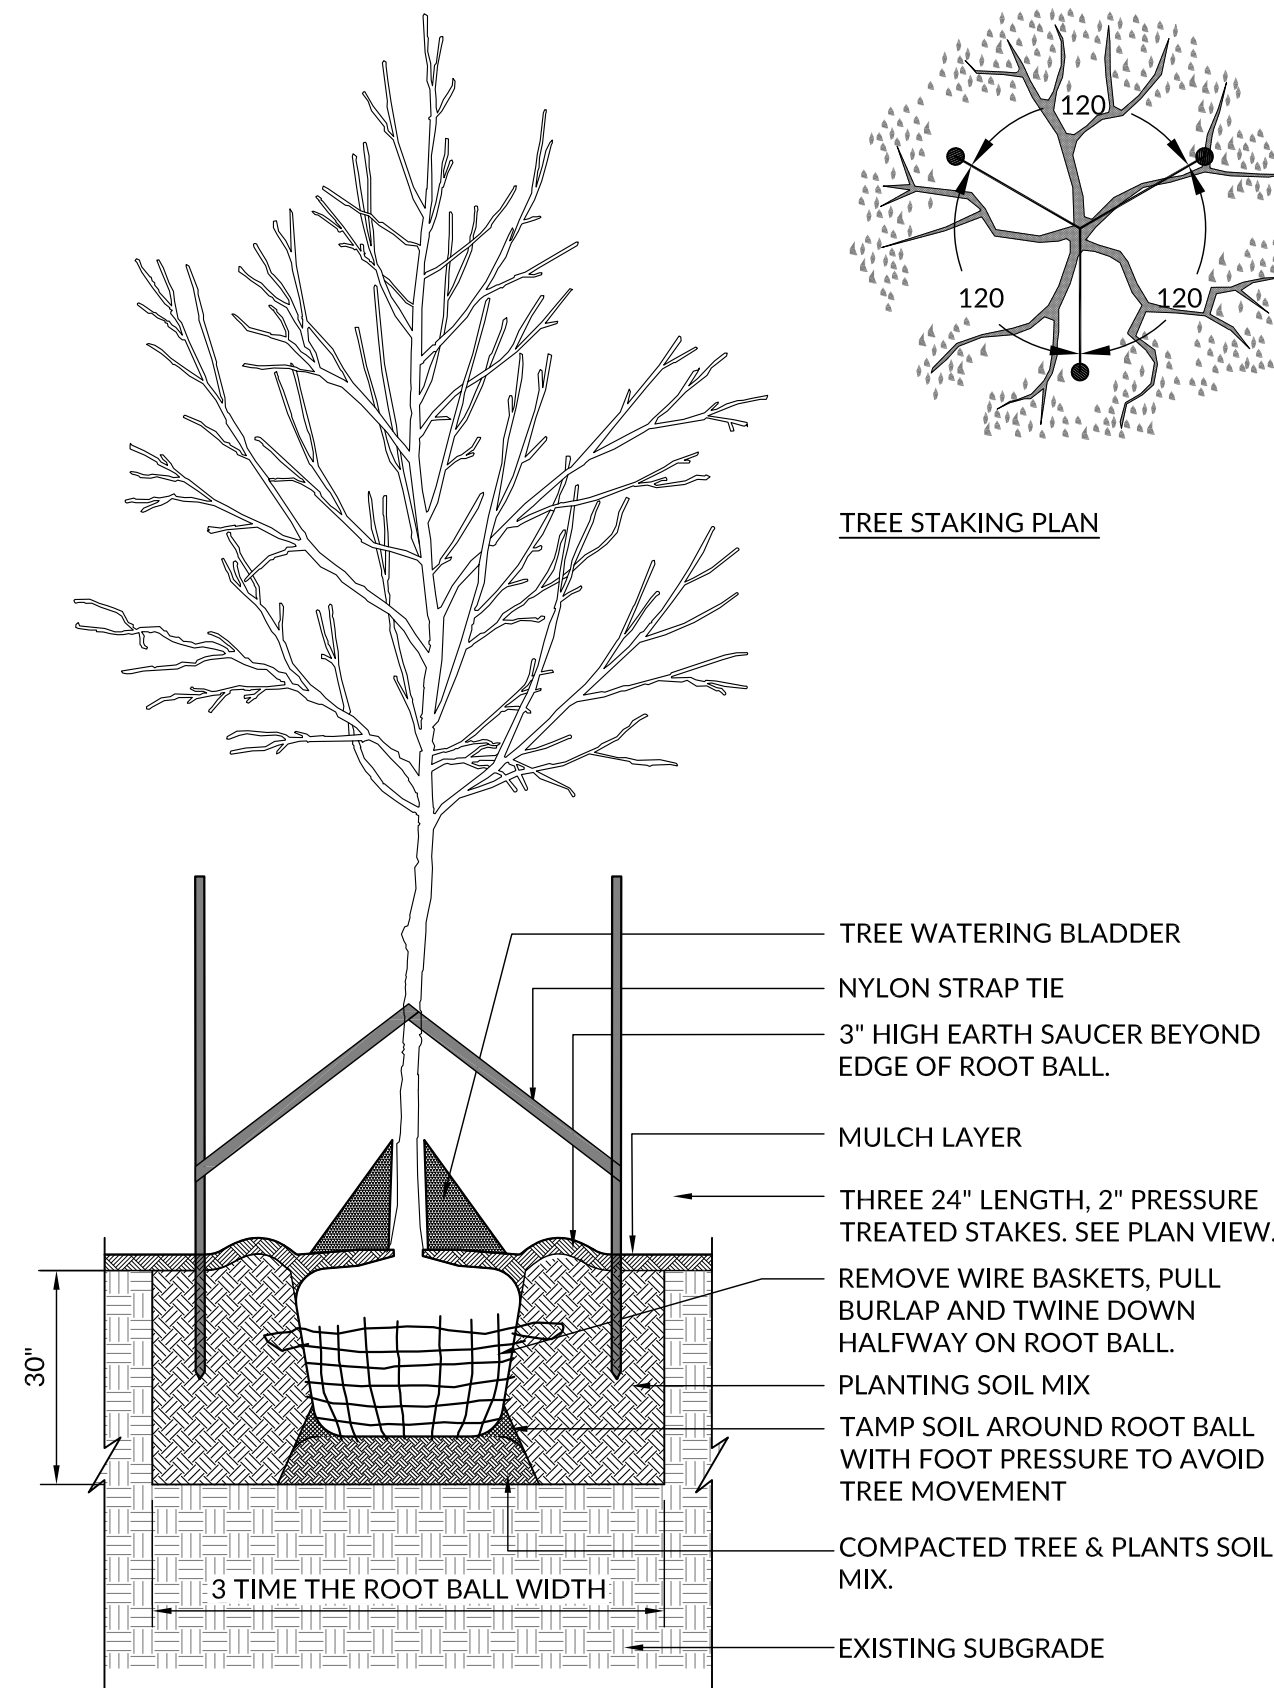 120
120
120
TREE STAKING PLAN
TREE WATERING BLADDER
NYLON STRAP TIE
3" HIGH EARTH SAUCER BEYOND
EDGE OF ROOT BALL.
MULCH LAYER
THREE 24" LENGTH, 2" PRESSURE
TREATED STAKES. SEE PLAN VIEW.
REMOVE WIRE BASKETS, PULL
BURLAP AND TWINE DOWN
HALFWAY ON ROOT BALL.
30"
PLANTING SOIL MIX
TAMP SOIL AROUND ROOT BALL
WITH FOOT PRESSURE TO AVOID
TREE MOVEMENT
COMPACTED TREE & PLANTS SOIL
MIX.
3 TIME THE ROOT BALL WIDTH
EXISTING SUBGRADE